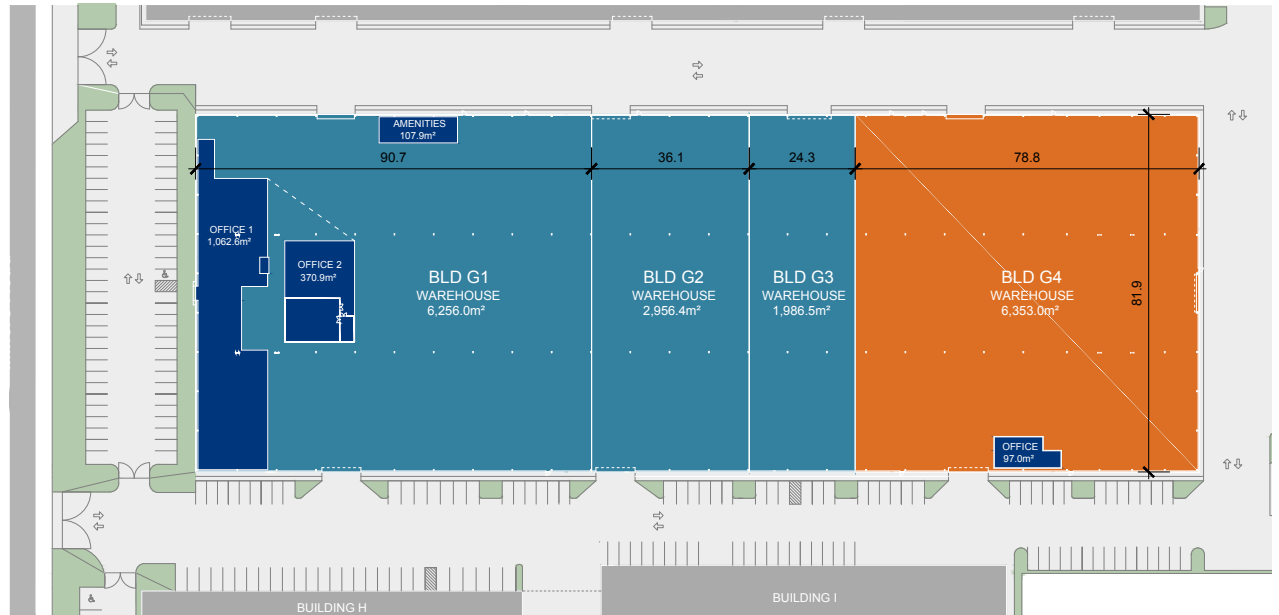 AMENITIES
107.9m²
90.7
36.1
24.3
78.8
OFFICE 1
1,062.6m²
OFFICE 2
370.9m²
BLD G1
WAREHOUSE
6,256.0m²
BLD G2
WAREHOUSE
2,956.4m²
BLD G3
WAREHOUSE
1,986.5m²
BLD G4
WAREHOUSE
6,353.0m²
81.9
OFFICE
97.0m²
BUILDING H
BUILDING I